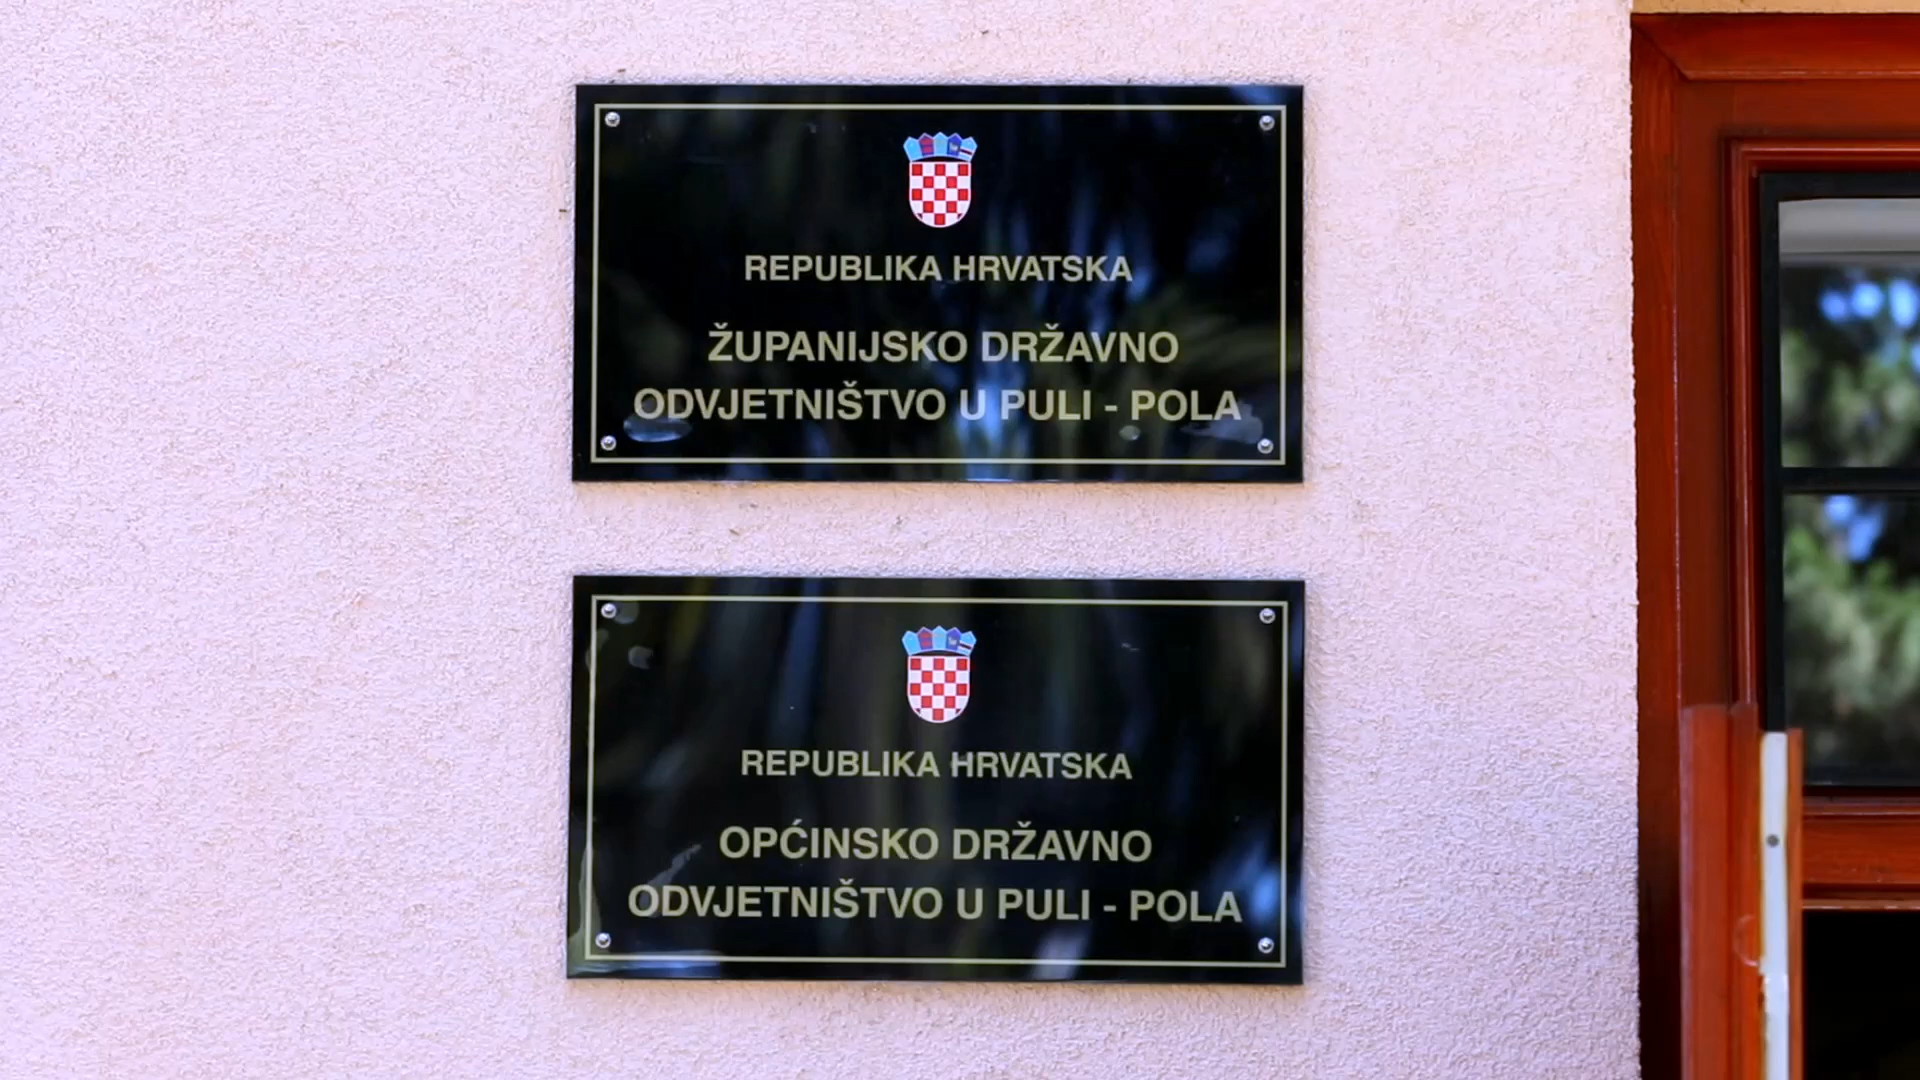 REPUBLIKA HRVATSKA
ŽUPANIJSKO DRŽAVNO
ODVJETNIŠTVO U PULI - POLA
REPUBLIKA HRVATSKA
OPĆINSKO DRŽAVNO
ODVJETNIŠTVO U PULI - POLA